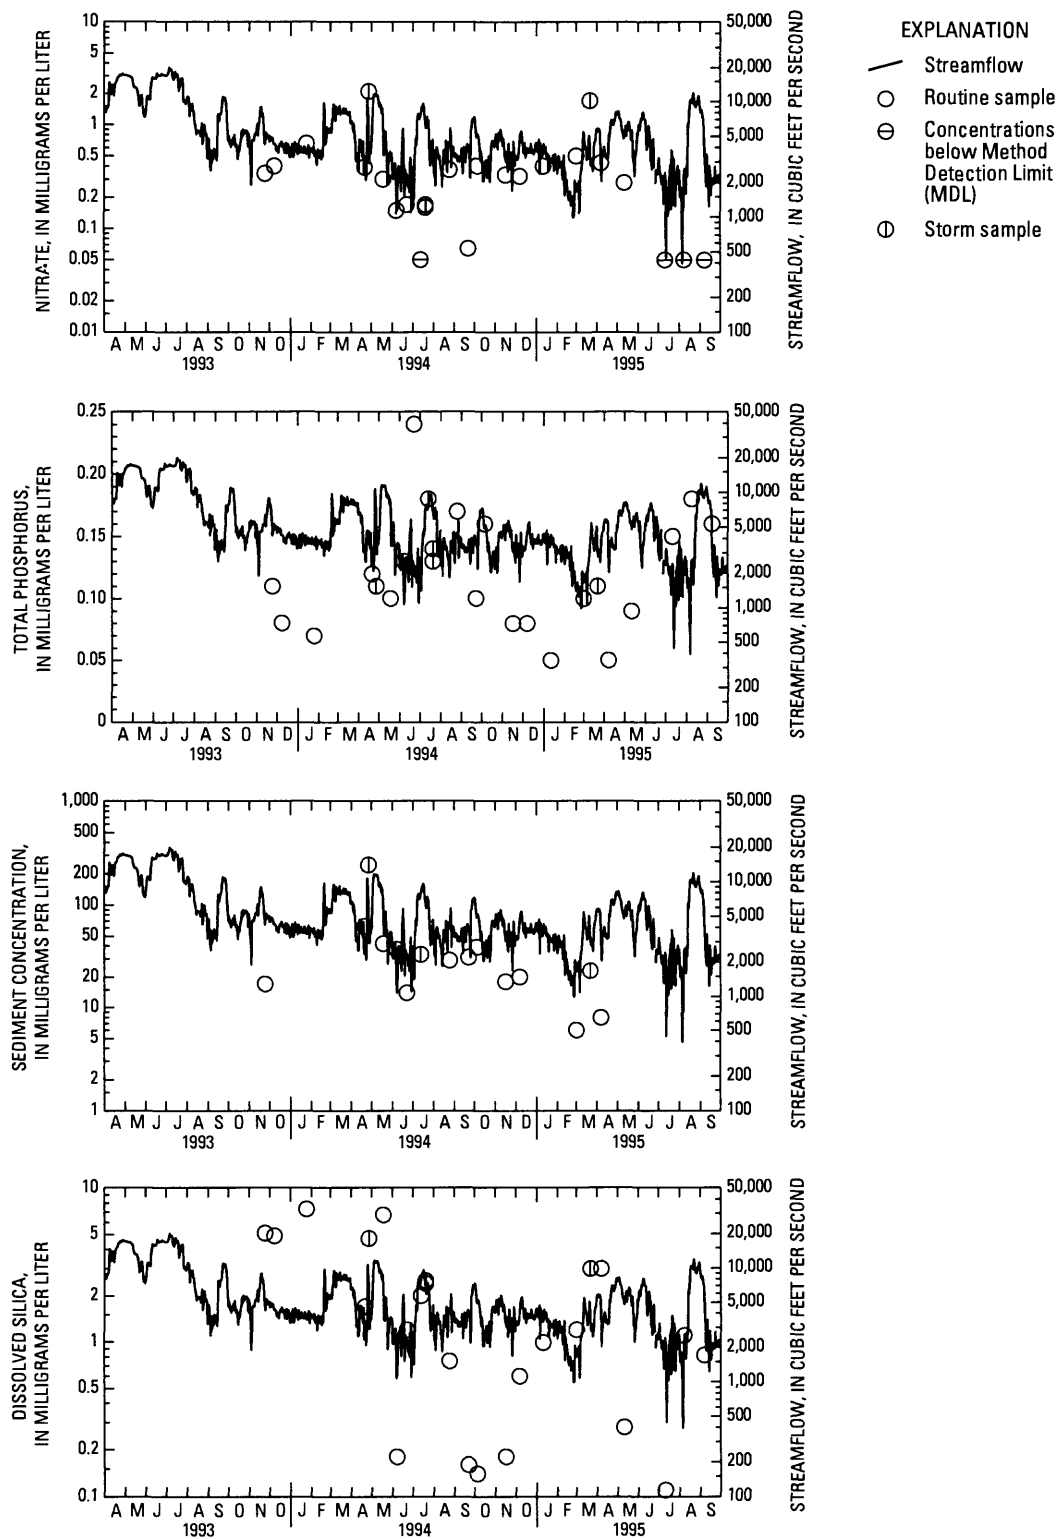 EXPLANATION
Streamflow
Routine sample
Concentrations
below Method
Detection Limit
(MDL)
Storm sample
NITRATE, IN MILLIGRAMS PER LITER
10
5
2
1
0.5
0.2
0.1
0.05
0.02
0.01
50,000
20,000
10,000
5,000
2,000
1,000
500
200
100
STREAMFLOW, IN CUBIC FEET PER SECOND
A M J J A S O N D J F M A M J J A S O N D J F M A M J J A S
1993 1994 1995
TOTAL PHOSPHORUS,
IN MILLIGRAMS PER LITER
0.25
0.20
0.15
0.10
0.05
0
50,000
20,000
10,000
5,000
2,000
1,000
500
200
100
STREAMFLOW, IN CUBIC FEET PER SECOND
A M J J A S O N D J F M A M J J A S O N D J F M A M J J A S
1993 1994 1995
SEDIMENT CONCENTRATION,
IN MILLIGRAMS PER LITER
1,000
500
200
100
50
20
10
5
2
1
50,000
20,000
10,000
5,000
2,000
1,000
500
200
100
STREAMFLOW, IN CUBIC FEET PER SECOND
A M J J A S O N D J F M A M J J A S O N D J F M A M J J A S
1993 1994 1995
DISSOLVED SILICA,
IN MILLIGRAMS PER LITER
10
5
2
1
0.5
0.2
0.1
50,000
20,000
10,000
5,000
2,000
1,000
500
200
100
STREAMFLOW, IN CUBIC FEET PER SECOND
A M J J A S O N D J F M A M J J A S O N D J F M A M J J A S
1993 1994 1995